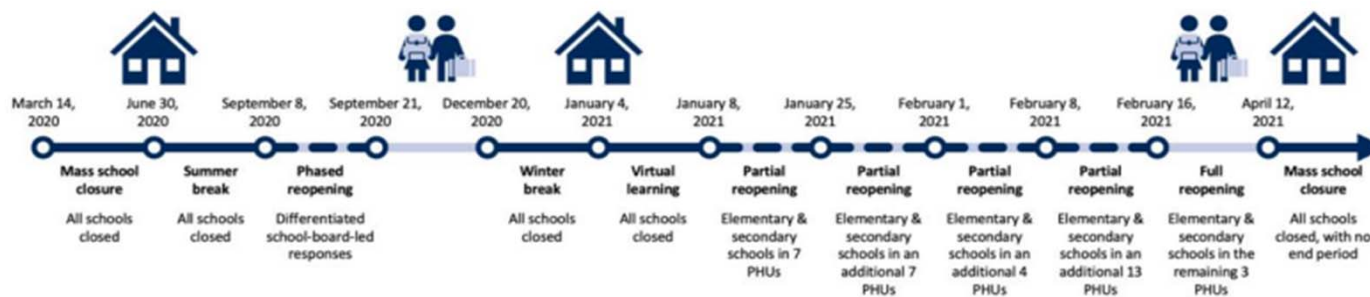 March 14,
2020
June 30,
2020
September 8,
2020
September 21,
2020
December 20,
2020
January 4,
2021
January 8,
2021
January 25,
2021
February 1,
2021
February 8,
2021
February 16,
2021
April 12,
2021
Mass school
closure
All schools
closed
Summer
break
All schools
closed
Phased
reopening
Differentiated
school-board-led
responses
Winter
break
All schools
closed
Virtual
learning
All schools
closed
Partial
reopening
Elementary &
secondary
schools in 7
PHUs
Partial
reopening
Elementary &
secondary
schools in an
additional 7
PHUs
Partial
reopening
Elementary &
secondary
schools in an
additional 4
PHUs
Partial
reopening
Elementary &
secondary
schools in an
additional 13
PHUs
Full
reopening
Elementary &
secondary
schools in the
remaining 3
PHUs
Mass school
closure
All schools
closed, with no
end period